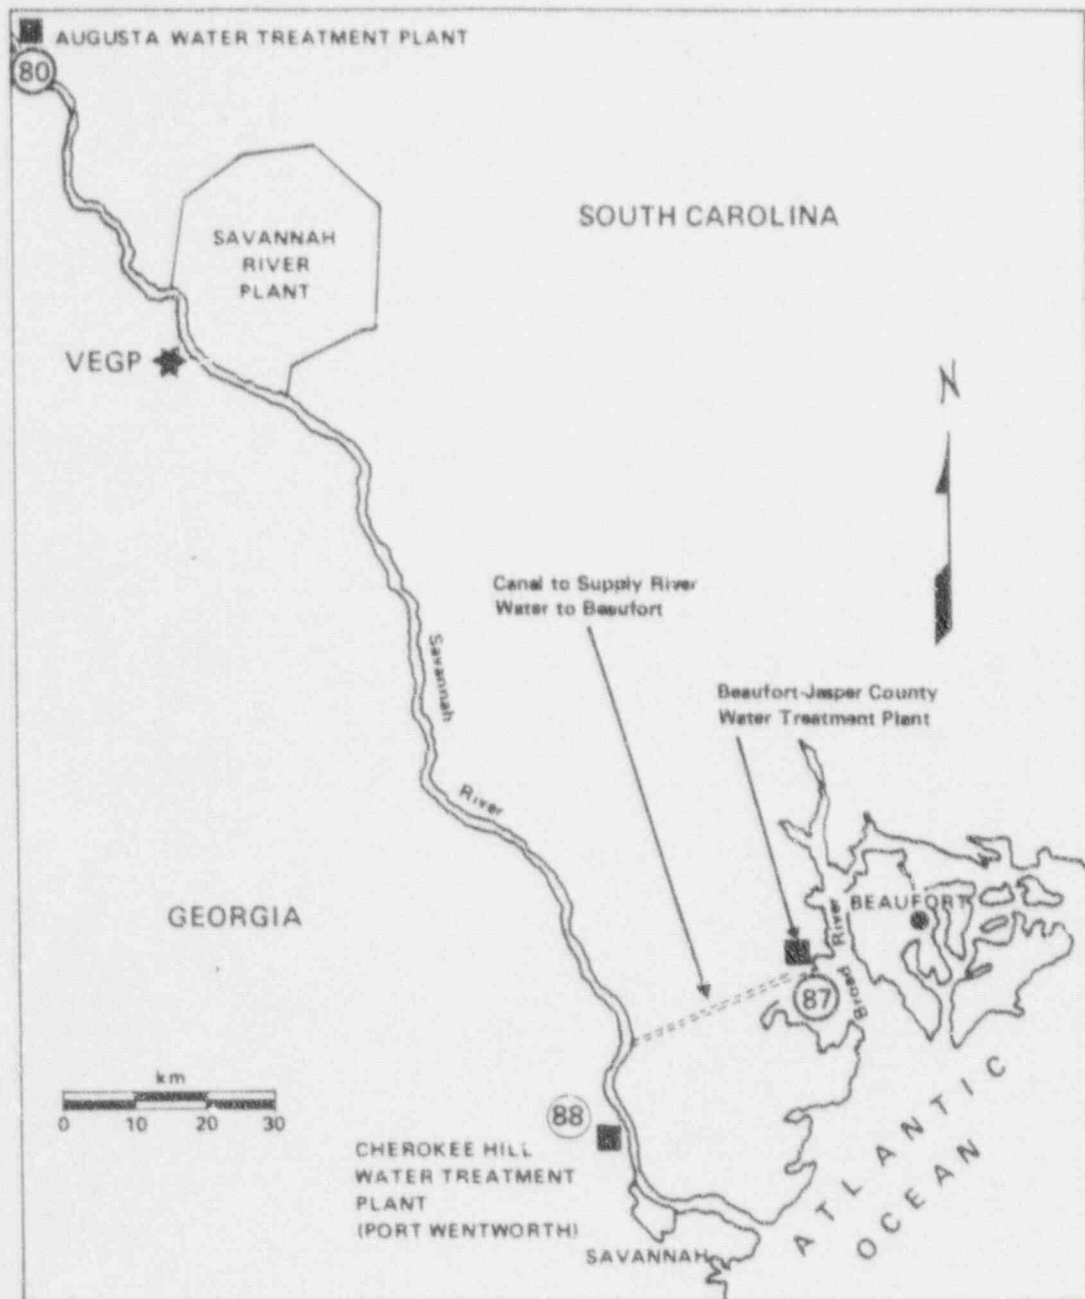 AUGUSTA WATER TREATMENT PLANT
80
SOUTH CAROLINA
SAVANNAH
RIVER
PLANT
VEGP
N
Canal to Supply River
Water to Beaufort
Savannah
River
Beaufort-Jasper County
Water Treatment Plant
GEORGIA
BEAUFORT
Broad River
87
km
0 10 20 30
88
CHEROKEE HILL
WATER TREATMENT
PLANT
(PORT WENTWORTH)
SAVANNAH
ATLANTIC
OCEAN